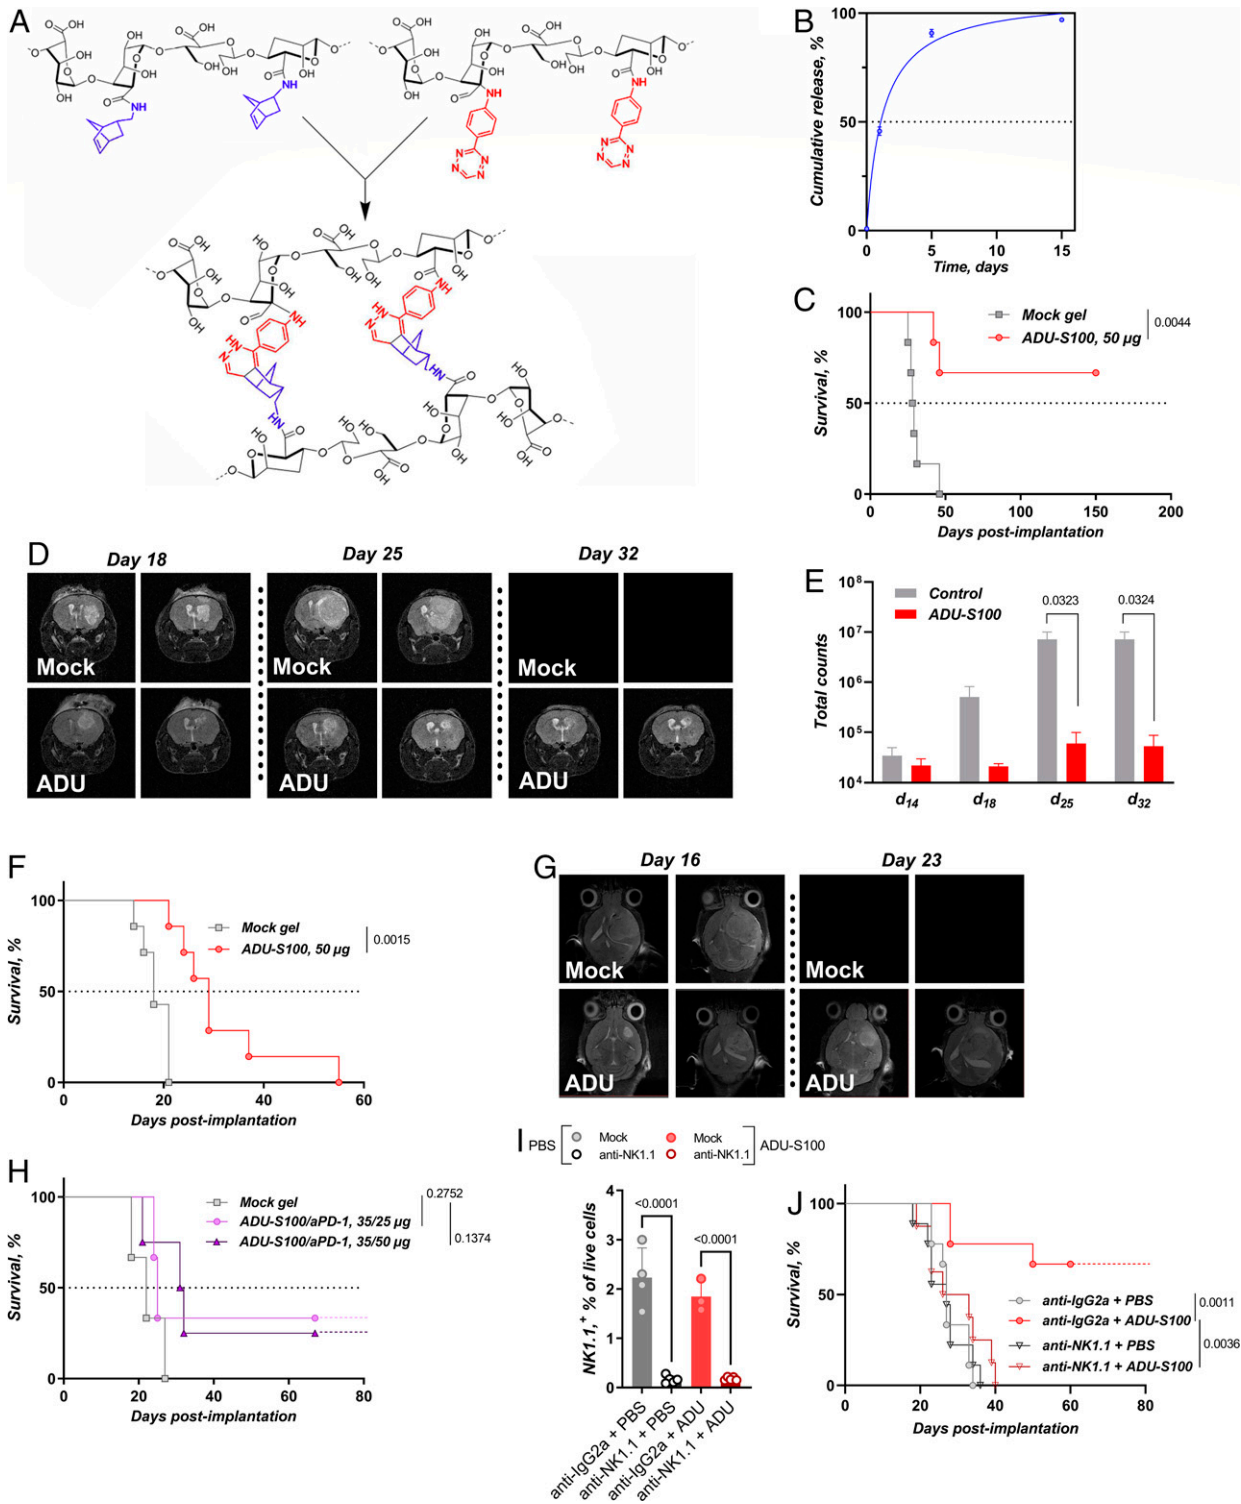 A
B
Cumulative release, %
100
50
0
0
5
10
15
Time, days
C
Survival, %
100
50
0
0
50
100
150
200
Days post-implantation
Mock gel
ADU-S100, 50 µg
0.0044
D
Day 18
Day 25
Day 32
Mock
Mock
Mock
ADU
ADU
ADU
E
Total counts
10⁸
10⁷
10⁶
10⁵
10⁴
Control
ADU-S100
0.0323
0.0324
d₁₄
d₁₈
d₂₅
d₃₂
F
Survival, %
100
50
0
0
20
40
60
Days post-implantation
Mock gel
ADU-S100, 50 µg
0.0015
G
Day 16
Day 23
Mock
Mock
ADU
ADU
H
Survival, %
100
50
0
0
20
40
60
80
Days post-implantation
Mock gel
ADU-S100/aPD-1, 35/25 µg
ADU-S100/aPD-1, 35/50 µg
0.2752
0.1374
I
PBS
Mock
anti-NK1.1
Mock
anti-NK1.1
ADU-S100
NK1.1,⁺ % of live cells
4
3
2
1
0
<0.0001
<0.0001
anti-IgG2a + PBS
anti-NK1.1 + PBS
anti-IgG2a + ADU
anti-NK1.1 + ADU
J
Survival, %
100
50
0
0
20
40
60
80
Days post-implantation
anti-IgG2a + PBS
anti-IgG2a + ADU-S100
anti-NK1.1 + PBS
anti-NK1.1 + ADU-S100
0.0011
0.0036